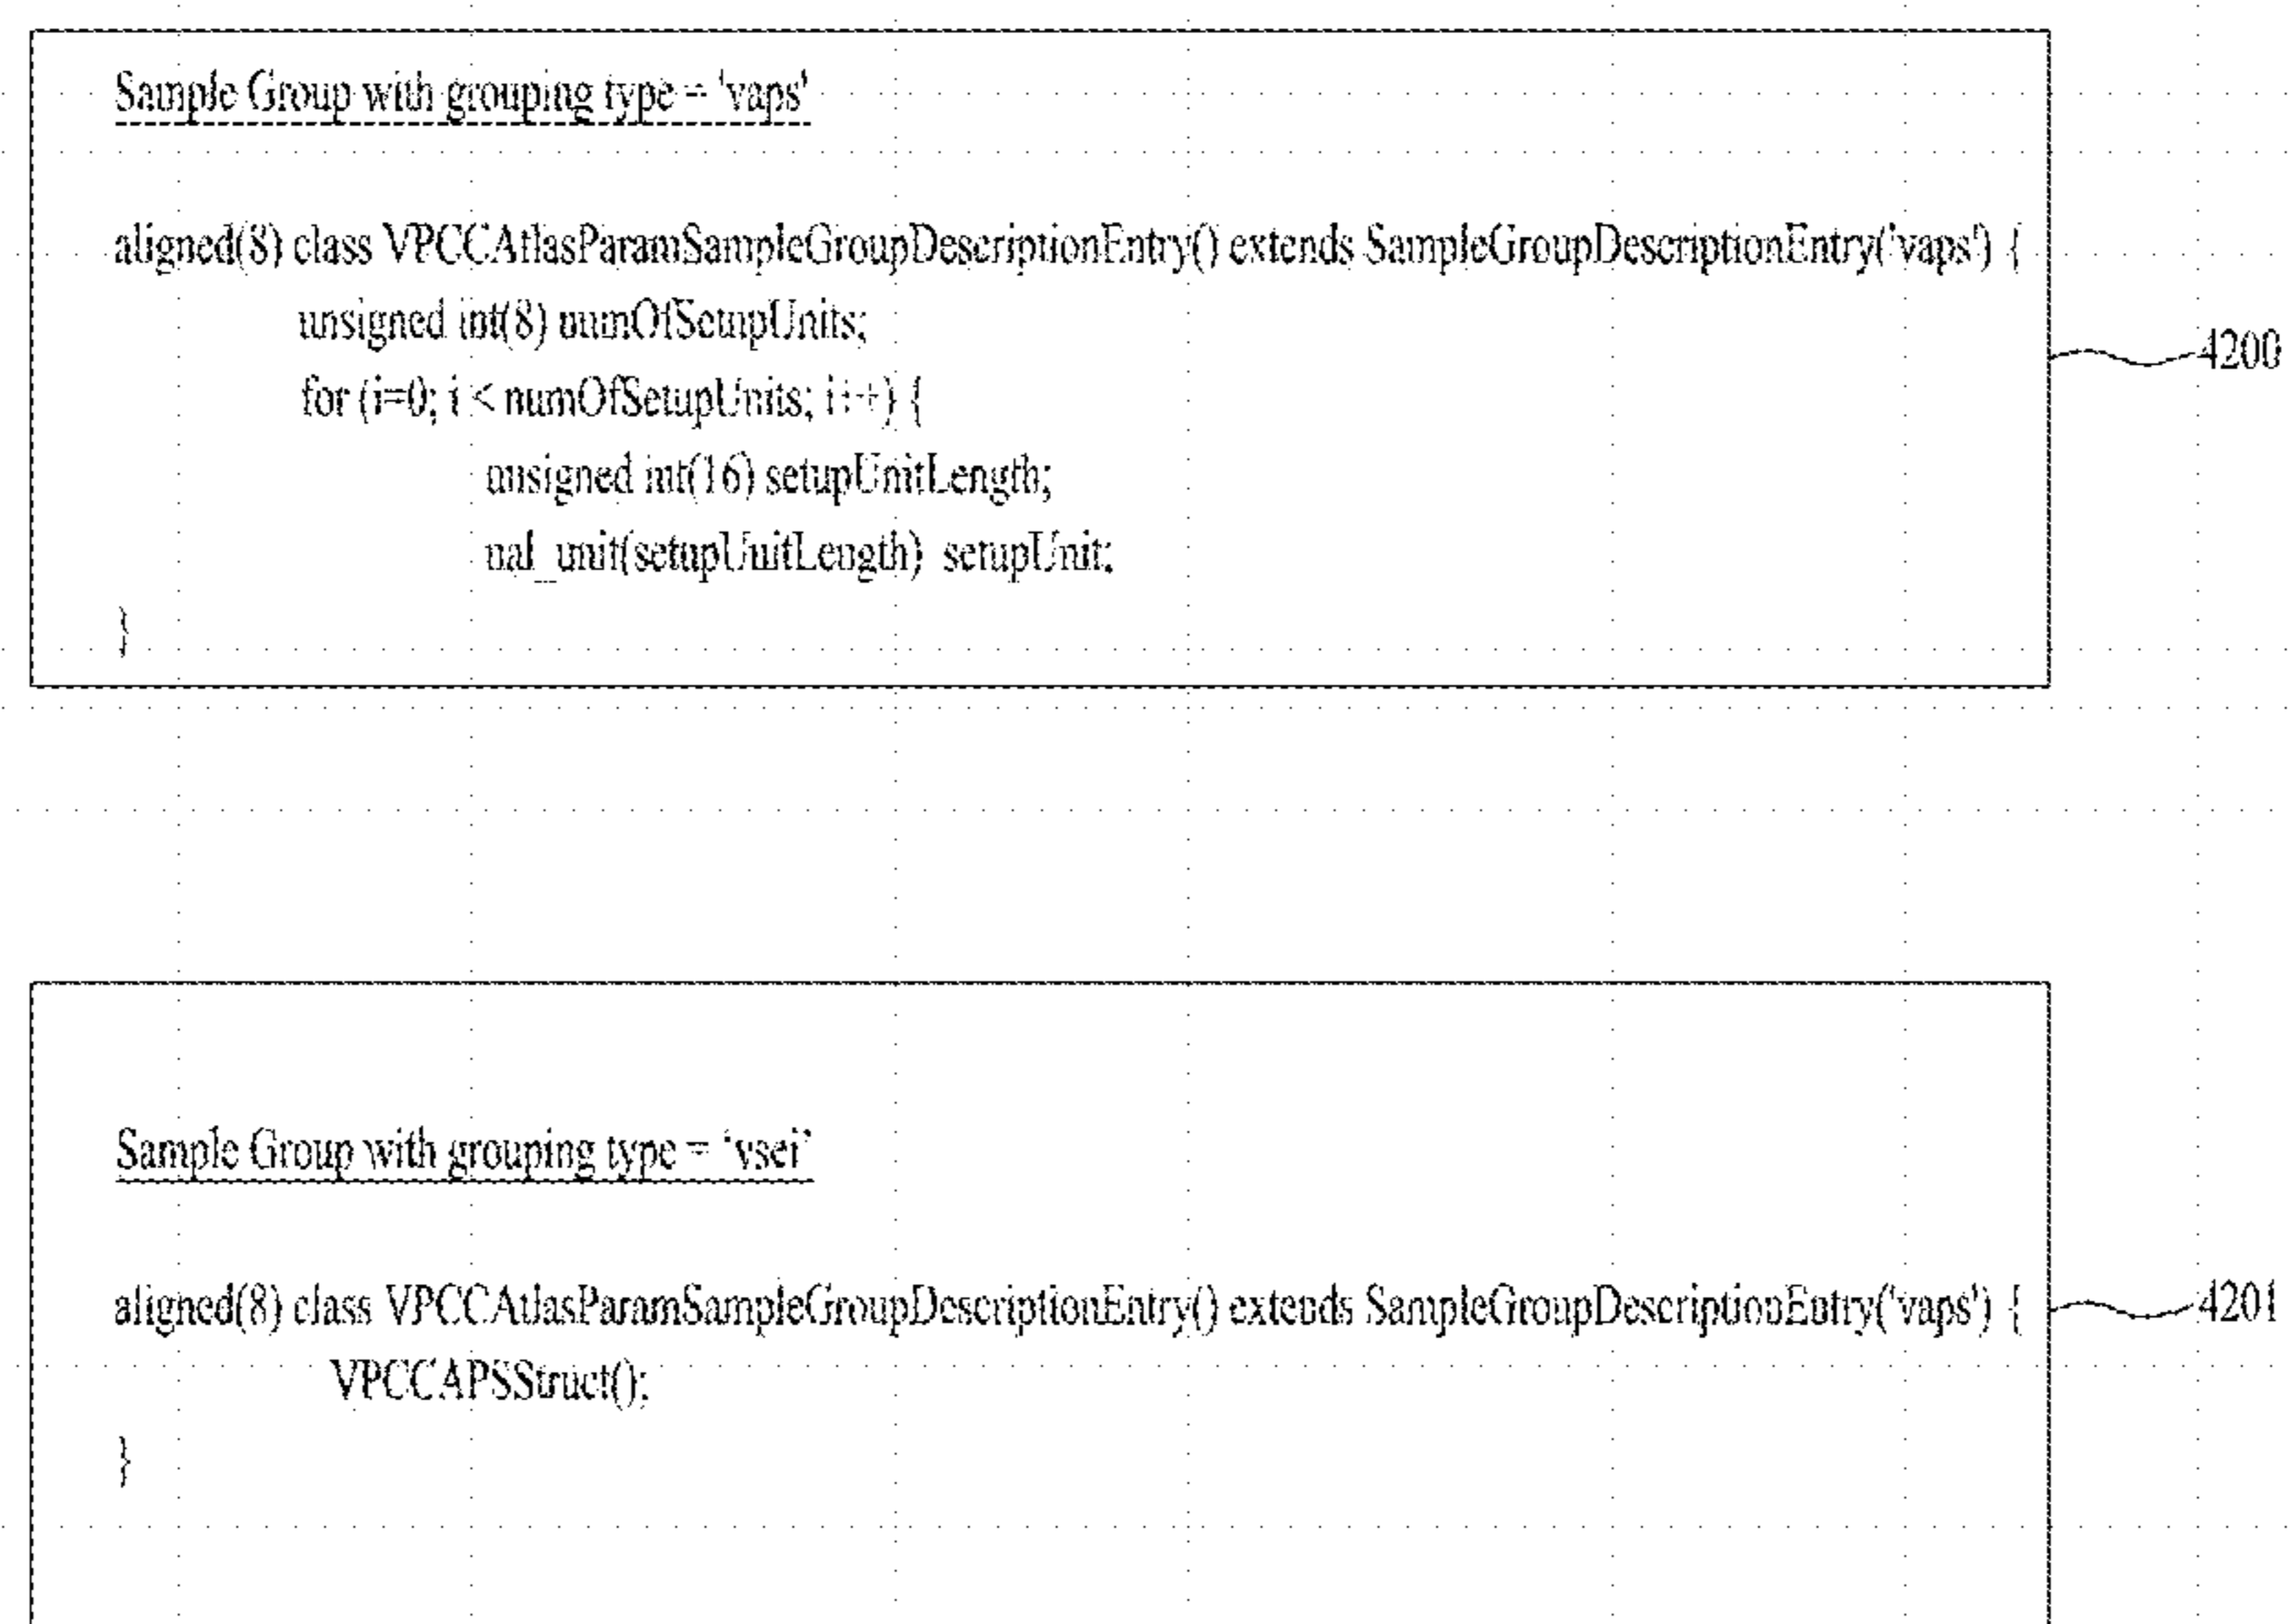 Sample Group with grouping type = 'vaps'
aligned(8) class VPCCAtlasParamSampleGroupDescriptionEntry() extends SampleGroupDescriptionEntry('vaps') {
unsigned int(8) numOfSetupUnits;
for (i=0; i < numOfSetupUnits; i++) {
unsigned int(16) setupUnitLength;
nal_unit(setupUnitLength) setupUnit;
}
4200
Sample Group with grouping type = ‘vsei’
aligned(8) class VPCCAtlasParamSampleGroupDescriptionEntry() extends SampleGroupDescriptionEntry('vaps') {
VPCCAPSStruct();
}
4201